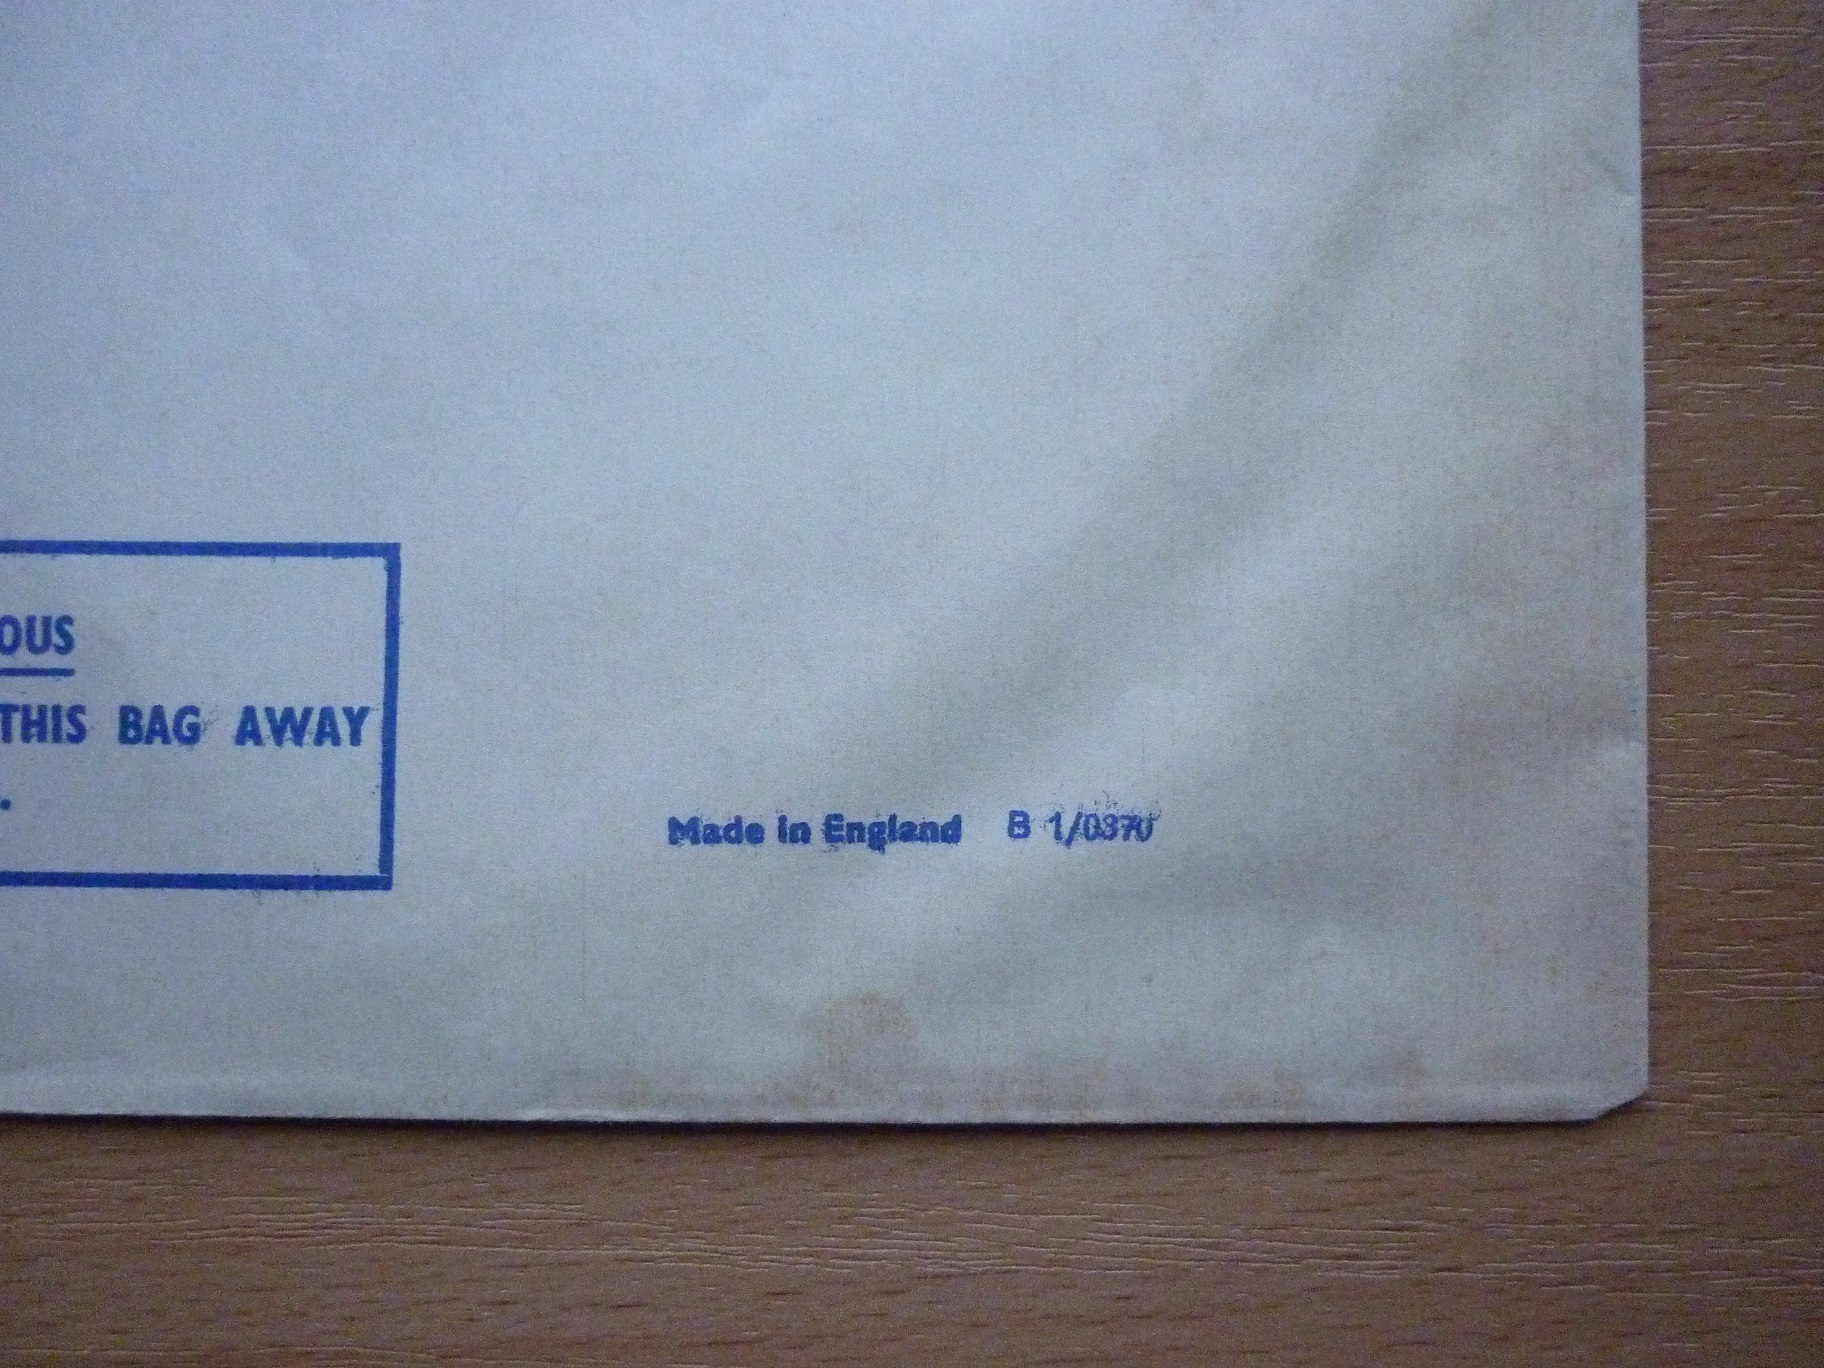 OUS
THIS BAG AWAY
.
Made in England B 1/0370